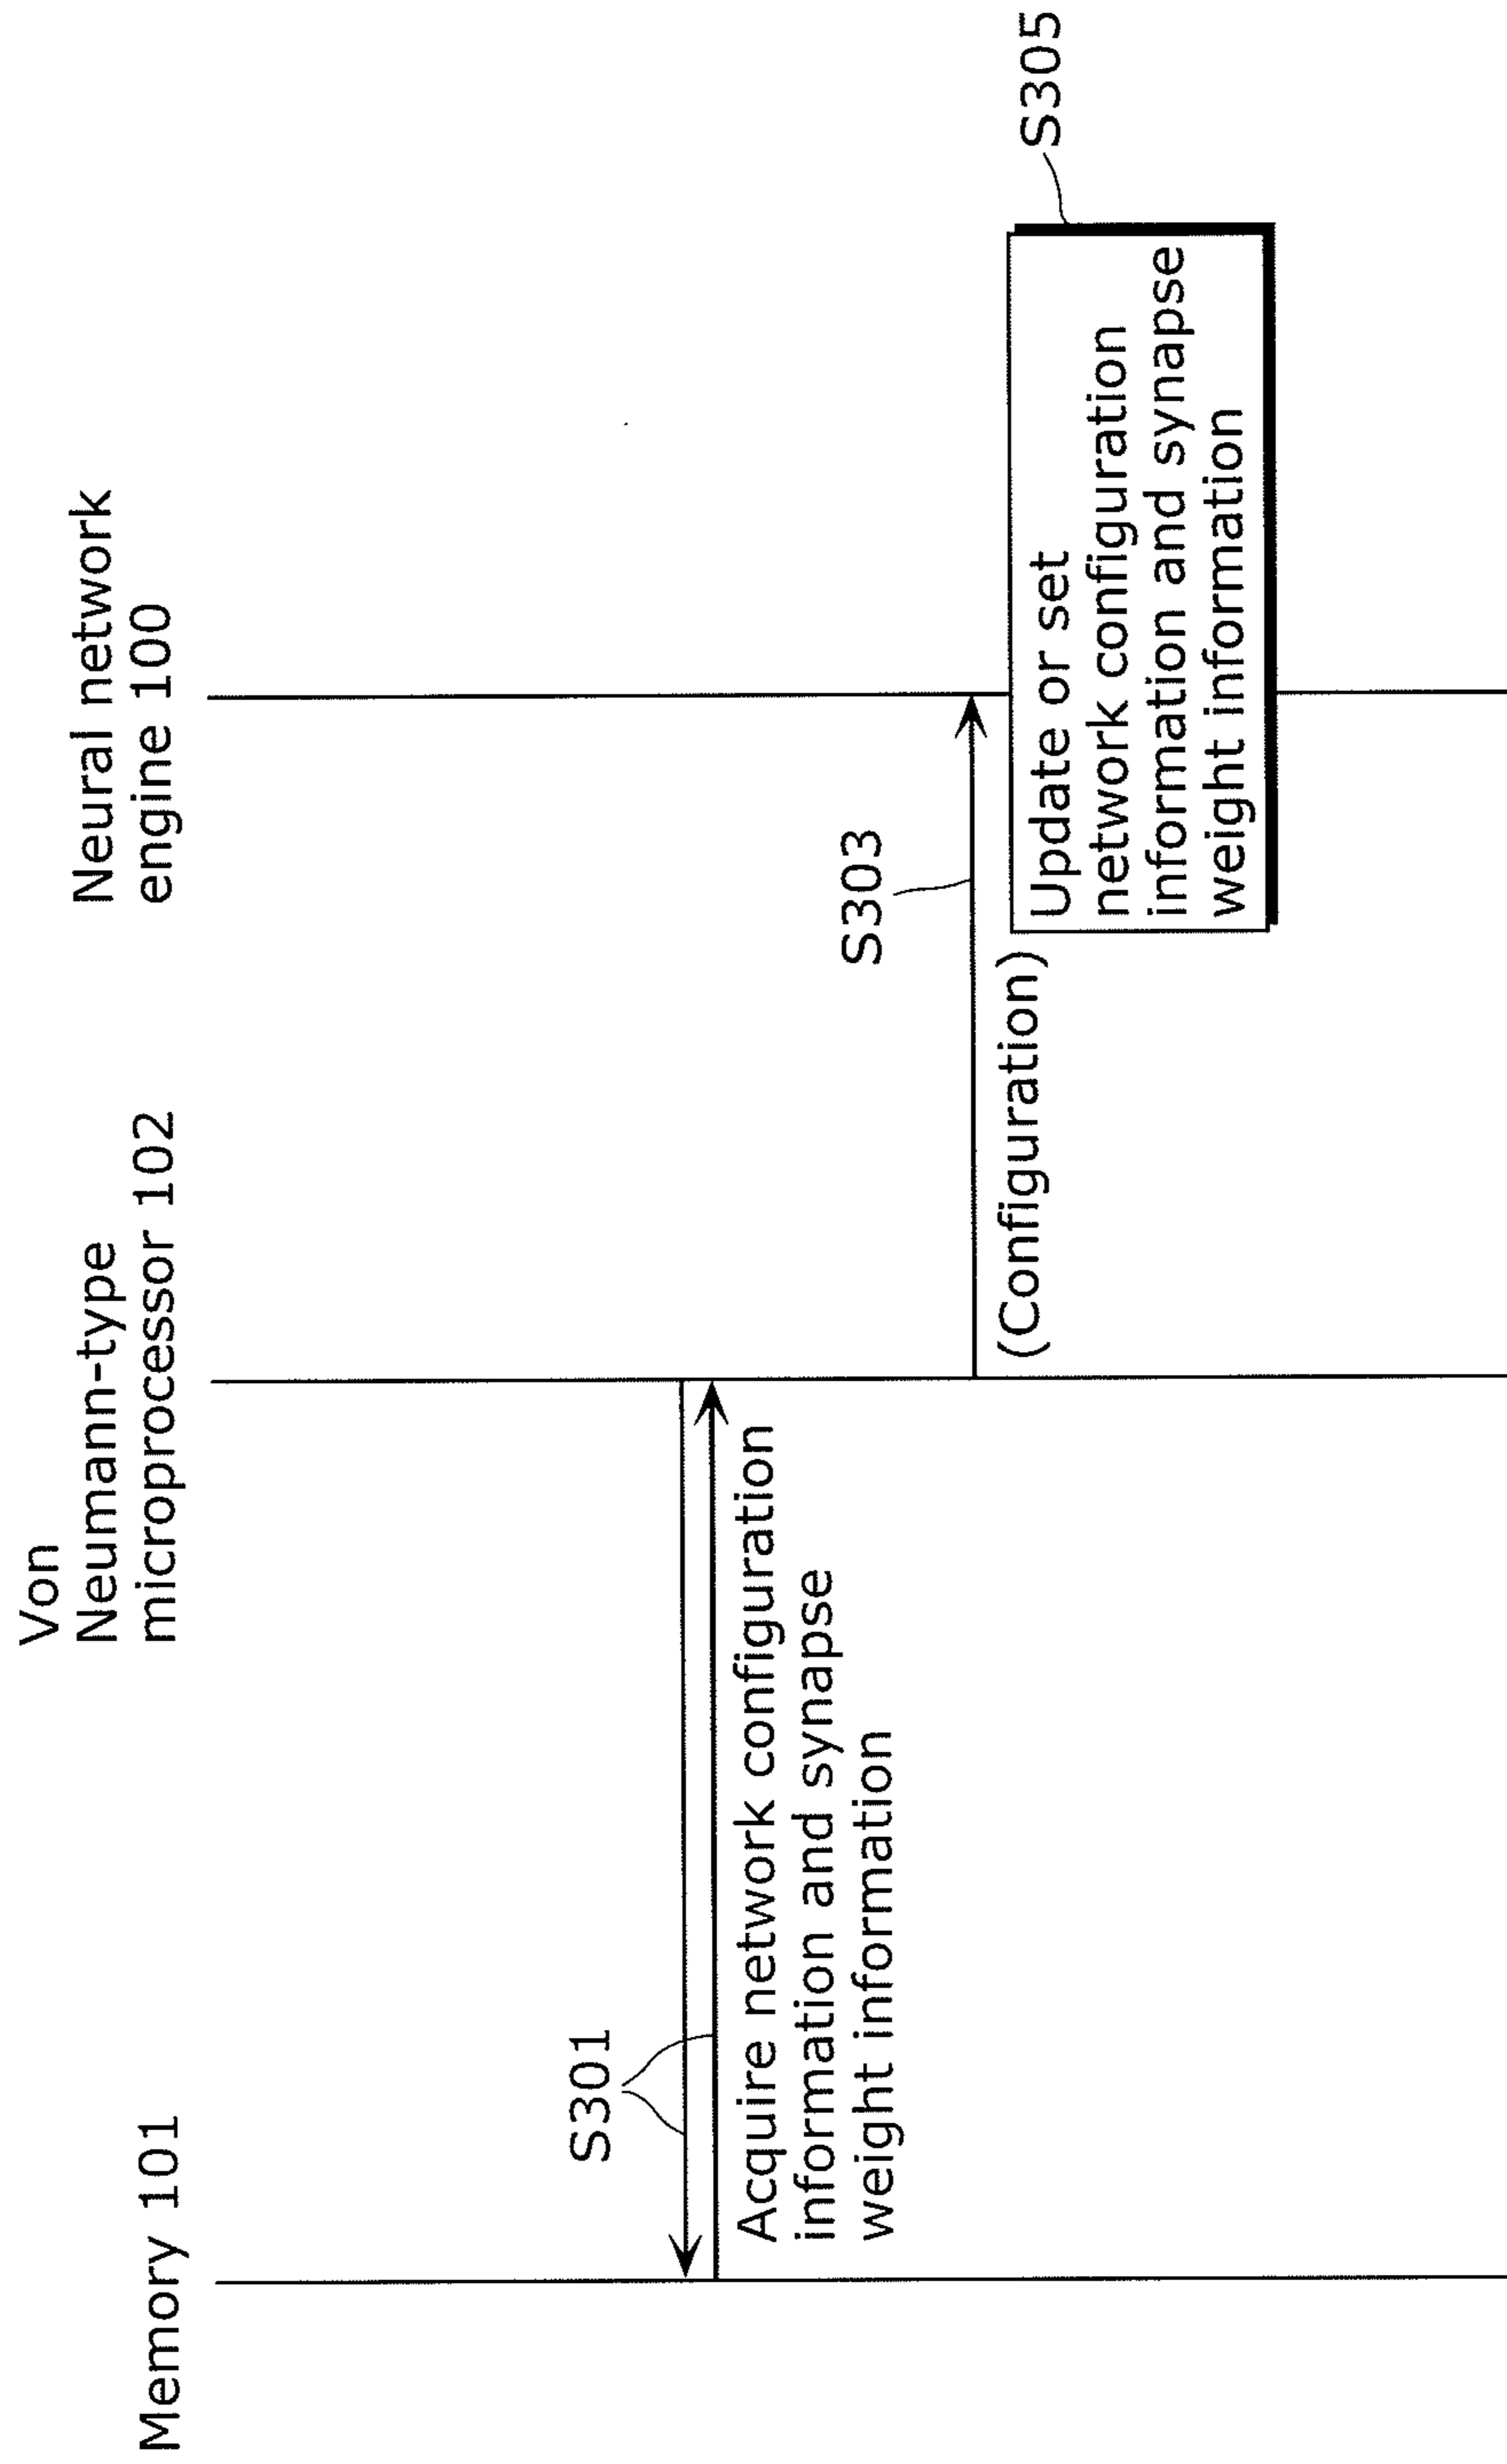 Memory 101
Von
Neumann-type
microprocessor 102
Neural network
engine 100
S301
Acquire network configuration
information and synapse
weight information
S303
(Configuration)
Update or set
network configuration
information and synapse
weight information
S305